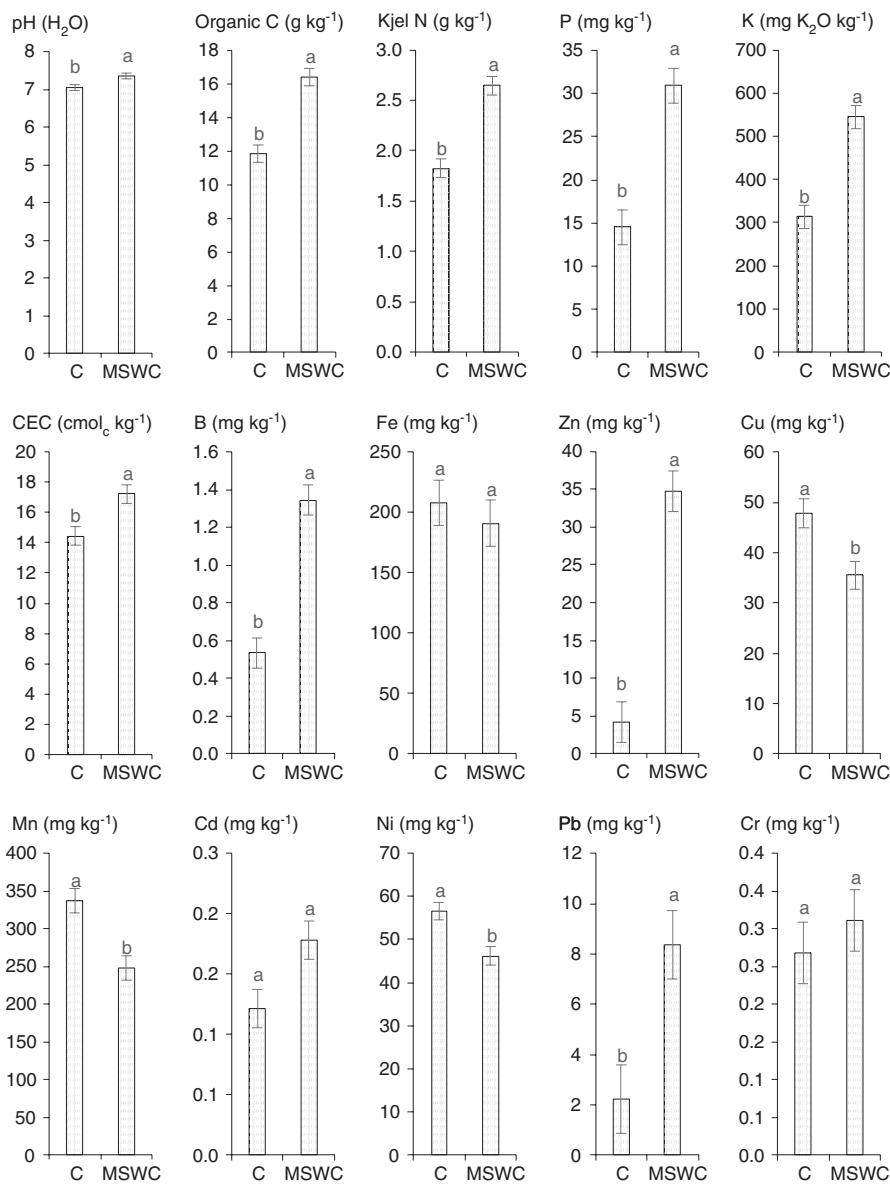 pH (H₂O) Organic C (g kg⁻¹) Kjel N (g kg⁻¹) P (mg kg⁻¹) K (mg K₂O kg⁻¹)
8 18 3.0 35 700
7 16 2.5 30 600
6 14 2.0 25 500
5 12 1.5 20 400
4 10 1.0 15 300
3 8 0.5 10 200
2 6 0.0 5 100
1 4 0 0
0 2
0
b a b a b a b a b a
C MSWC C MSWC C MSWC C MSWC C MSWC
CEC (cmol꜀ kg⁻¹) B (mg kg⁻¹) Fe (mg kg⁻¹) Zn (mg kg⁻¹) Cu (mg kg⁻¹)
20 1.6 250 40 60
18 1.4 200 35 50
16 1.2 150 30 40
14 1.0 100 25 30
12 0.8 50 20 20
10 0.6 0 15 10
8 0.4 10 0
6 0.2 5
4 0.0 0
2
0
b a b a a a b a a b
C MSWC C MSWC C MSWC C MSWC C MSWC
Mn (mg kg⁻¹) Cd (mg kg⁻¹) Ni (mg kg⁻¹) Pb (mg kg⁻¹) Cr (mg kg⁻¹)
400 0.3 70 12 0.4
350 0.2 60 10 0.4
300 0.2 50 8 0.3
250 0.1 40 6 0.3
200 0.1 30 4 0.2
150 0.0 20 2 0.2
100 10 0 0.1
50 0 0.1
0 0.0
a b a a a b b a a a
C MSWC C MSWC C MSWC C MSWC C MSWC